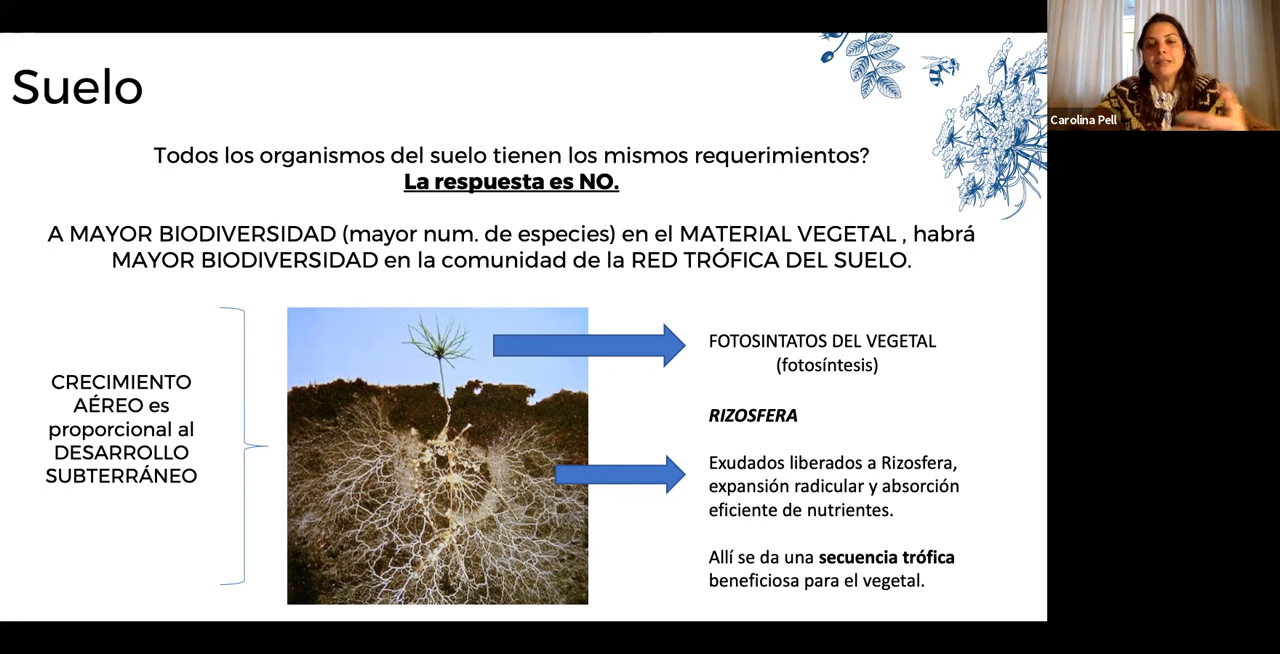 Suelo
Todos los organismos del suelo tienen los mismos requerimientos?
La respuesta es NO.
A MAYOR BIODIVERSIDAD (mayor num. de especies) en el MATERIAL VEGETAL , habrá
MAYOR BIODIVERSIDAD en la comunidad de la RED TRÓFICA DEL SUELO.
CRECIMIENTO
AÉREO es
proporcional al
DESARROLLO
SUBTERRÁNEO
FOTOSINTATOS DEL VEGETAL
(fotosíntesis)
RIZOSFERA
Exudados liberados a Rizosfera,
expansión radicular y absorción
eficiente de nutrientes.
Allí se da una secuencia trófica
beneficiosa para el vegetal.
Carolina Pell